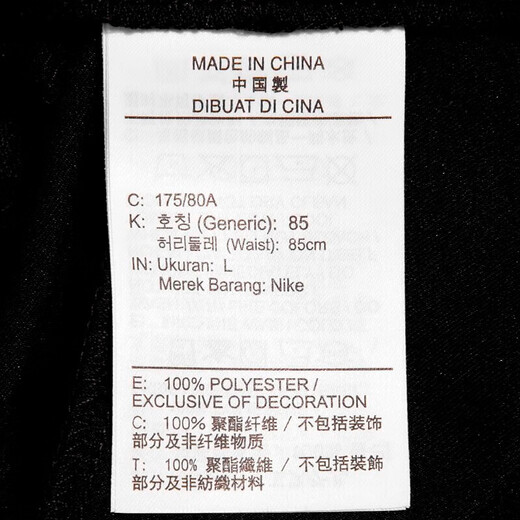 MADE IN CHINA
中国製
DIBUAT DI CINA
C: 175/80A
K: 호칭 (Generic): 85
허리둘레 (Waist): 85cm
IN: Ukuran: L
Merek Barang: Nike
E: 100% POLYESTER /
EXCLUSIVE OF DECORATION
C: 100% 聚酯纤维 / 不包括装饰
部分及非纤维物质
T: 100% 聚酯纖維 / 不包括裝飾
部分及非紡織材料